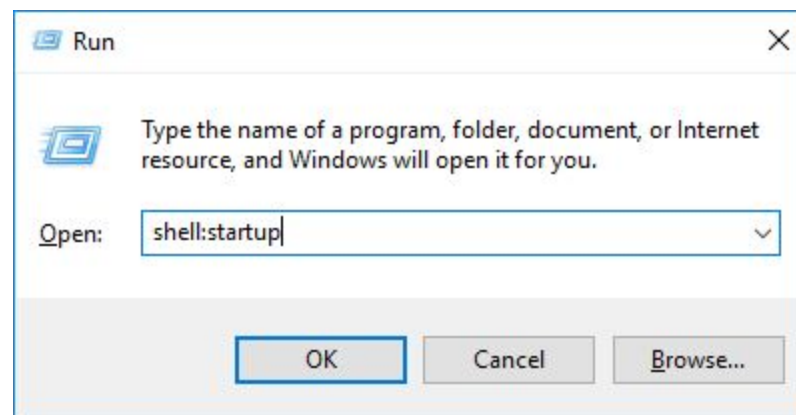 Run
Type the name of a program, folder, document, or Internet
resource, and Windows will open it for you.
Open: shell:startup
OK Cancel Browse...